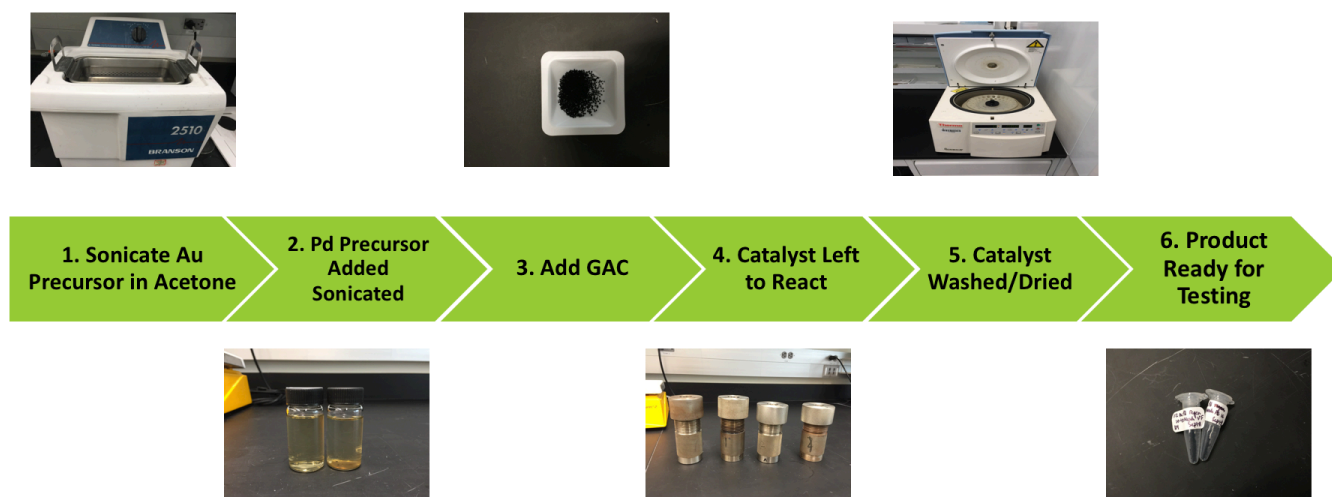 2510
BRANSON
1. Sonicate Au
Precursor in Acetone
2. Pd Precursor
Added
Sonicated
3. Add GAC
4. Catalyst Left
to React
5. Catalyst
Washed/Dried
6. Product
Ready for
Testing